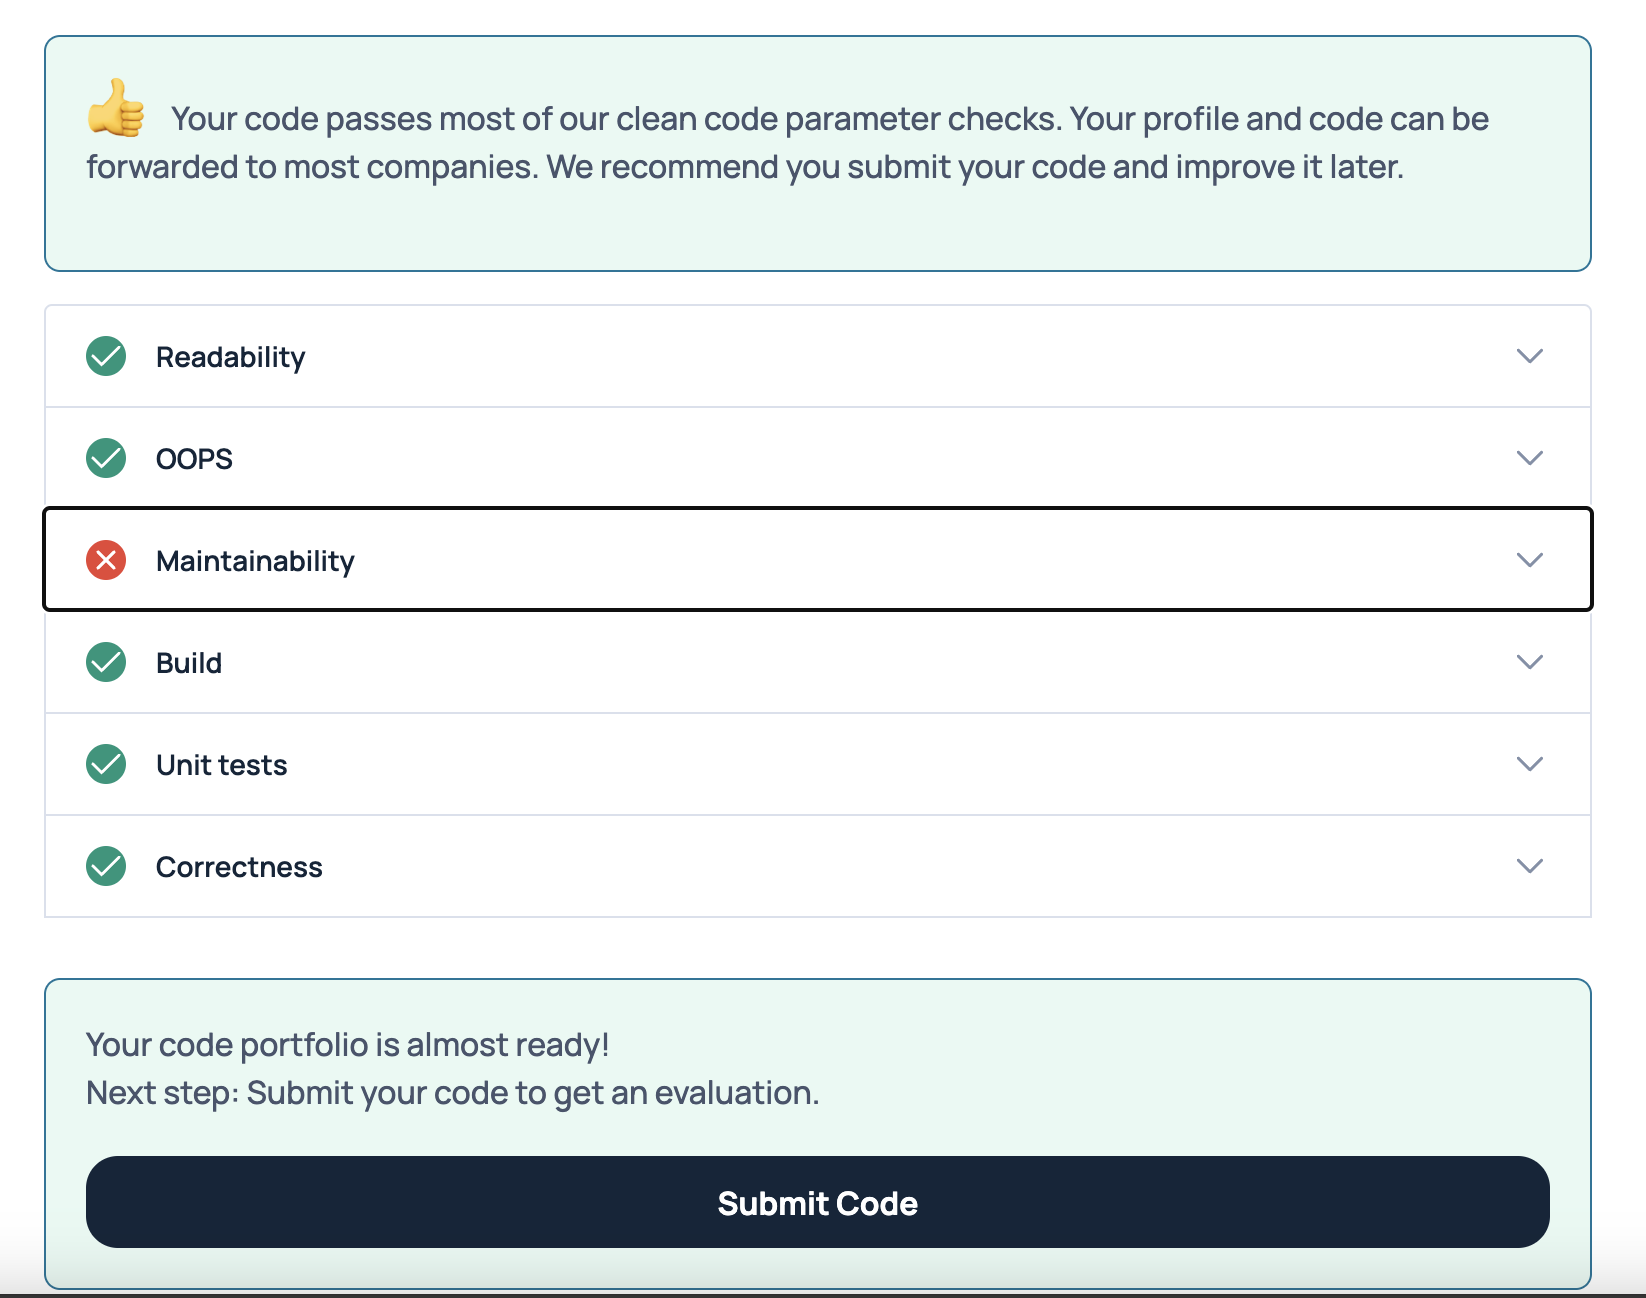 Your code passes most of our clean code parameter checks. Your profile and code can be
forwarded to most companies. We recommend you submit your code and improve it later.
Readability
OOPS
Maintainability
Build
Unit tests
Correctness
Your code portfolio is almost ready!
Next step: Submit your code to get an evaluation.
Submit Code